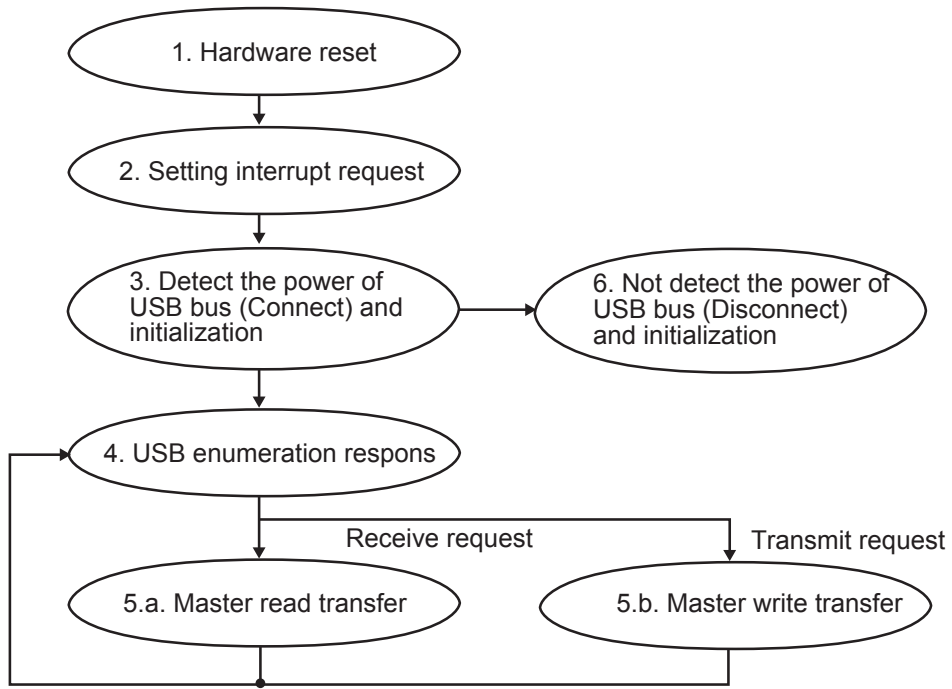 1. Hardware reset
2. Setting interrupt request
3. Detect the power of
USB bus (Connect) and
initialization
6. Not detect the power of
USB bus (Disconnect)
and initialization
4. USB enumeration respons
Receive request
Transmit request
5.a. Master read transfer
5.b. Master write transfer